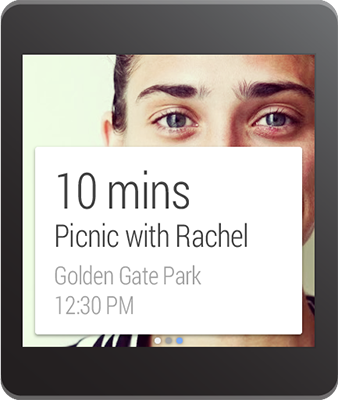 10 mins
Picnic with Rachel
Golden Gate Park
12:30 PM